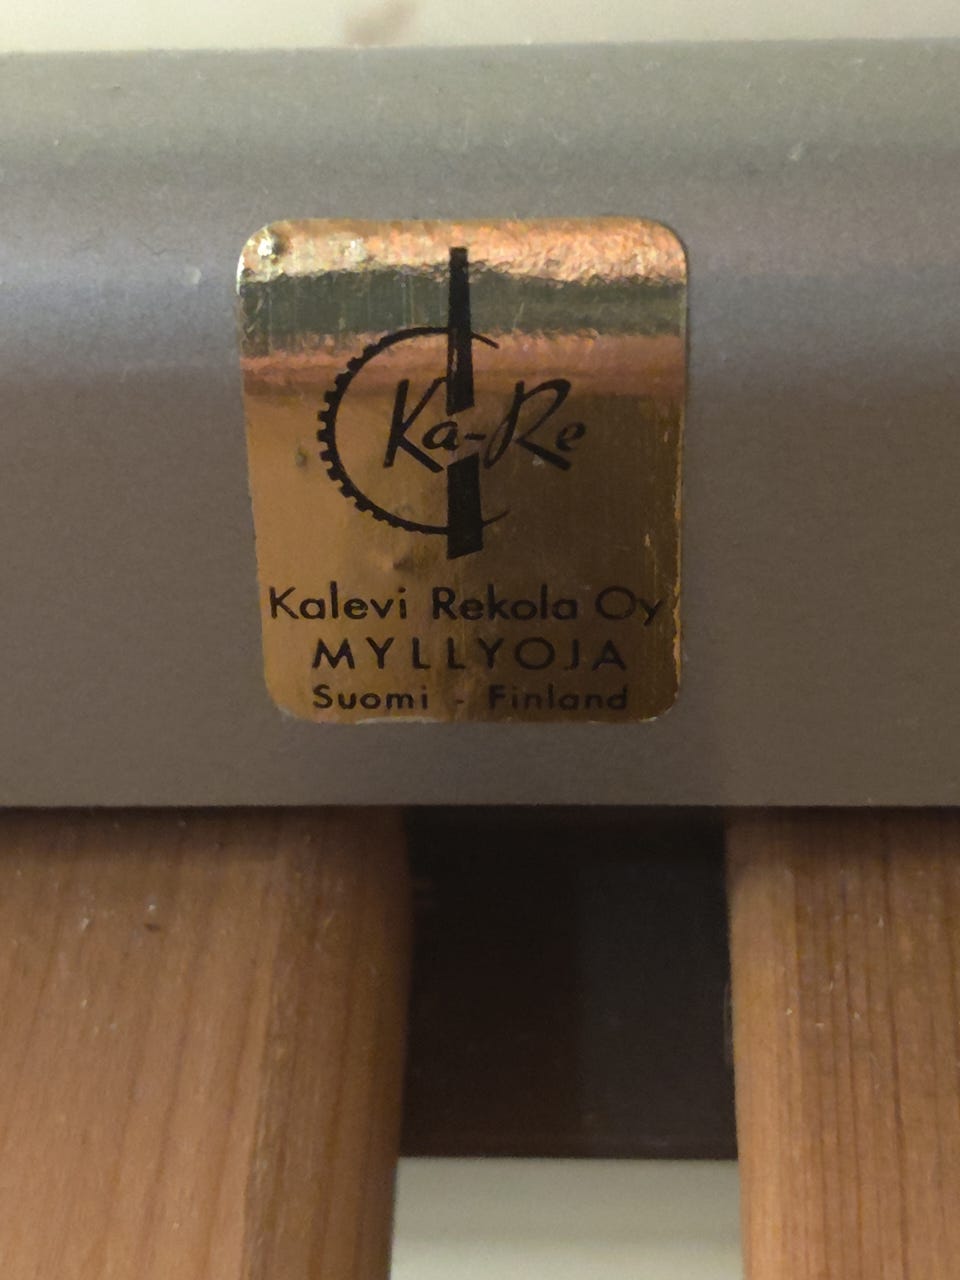 Ka-Re
Kalevi Rekola Oy
MYLLYOJA
Suomi - Finland